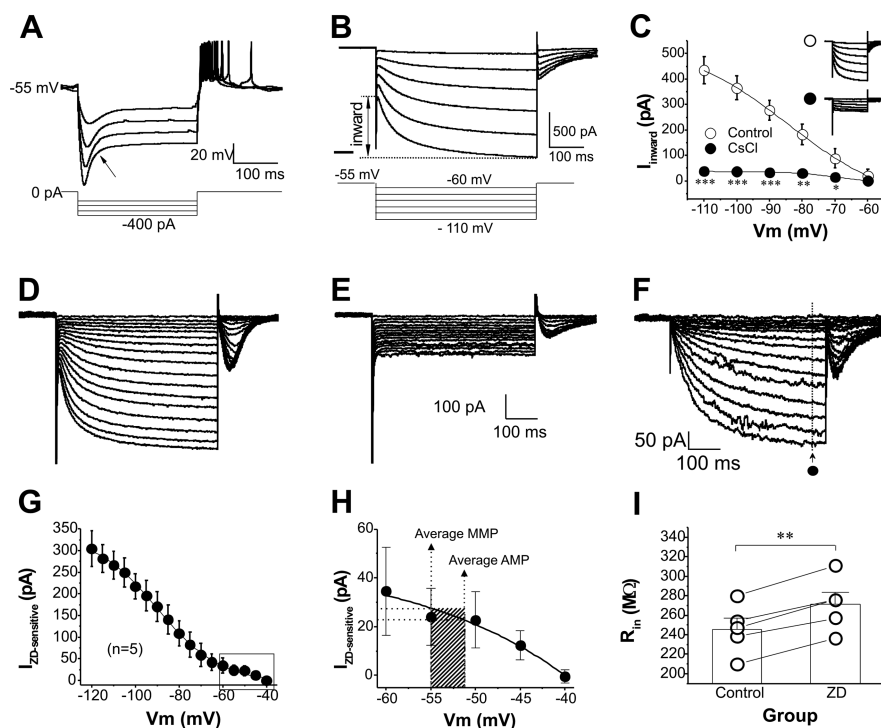 A
-55 mV
20 mV
100 ms
0 pA
-400 pA
B
I inward
500 pA
100 ms
-55 mV
-60 mV
- 110 mV
C
I inward (pA)
500
400
300
200
100
0
Control
CsCl
*** *** *** ** *
-110 -100 -90 -80 -70 -60
Vm (mV)
D
E
100 pA
100 ms
F
50 pA
100 ms
G
I ZD-sensitive (pA)
350
300
250
200
150
100
50
0
(n=5)
-120 -100 -80 -60 -40
Vm (mV)
H
I ZD-sensitive (pA)
60
40
20
0
Average MMP
Average AMP
-60 -55 -50 -45 -40
Vm (mV)
I
**
R in (MΩ)
340
320
300
280
260
240
220
200
Control ZD
Group